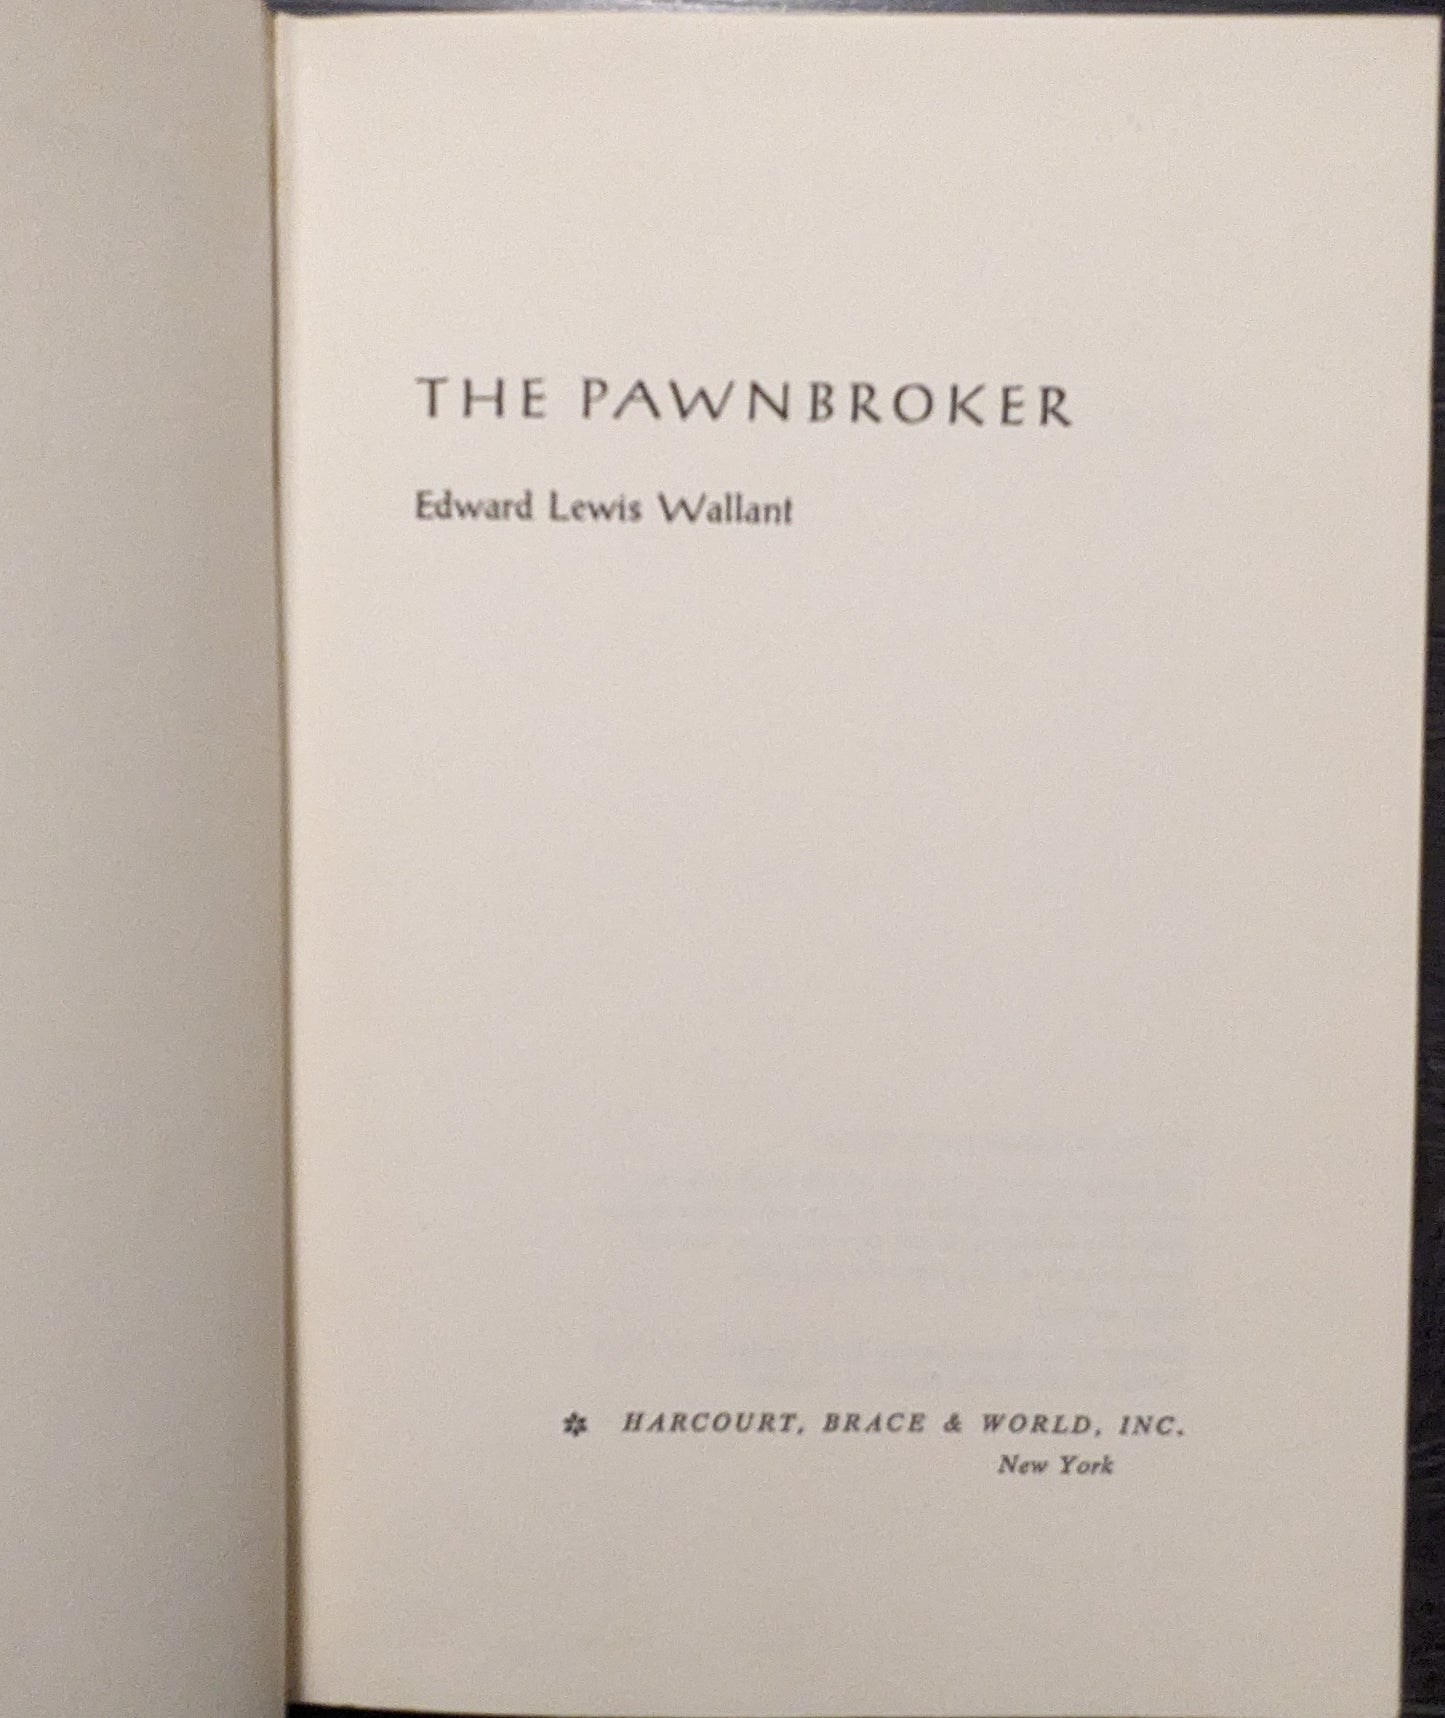 THE PAWNBROKER
Edward Lewis Wallant
HARCOURT, BRACE & WORLD, INC.
New York